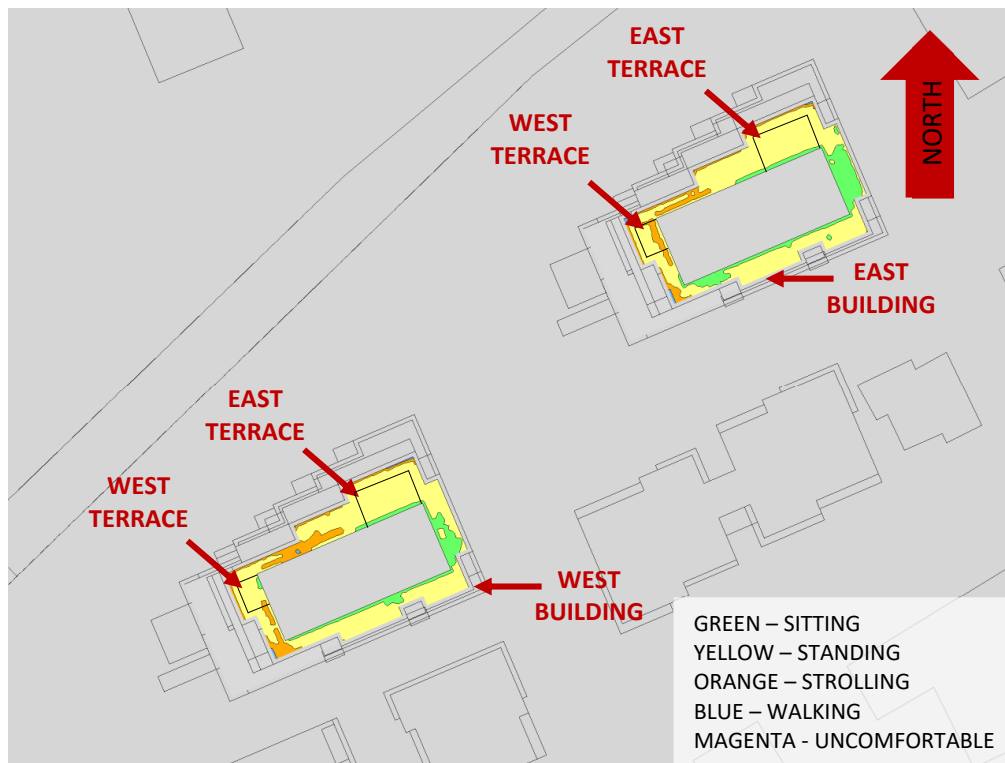 EAST
TERRACE
WEST
TERRACE
NORTH
EAST
BUILDING
EAST
TERRACE
WEST
TERRACE
WEST
BUILDING
GREEN – SITTING
YELLOW – STANDING
ORANGE – STROLLING
BLUE – WALKING
MAGENTA - UNCOMFORTABLE